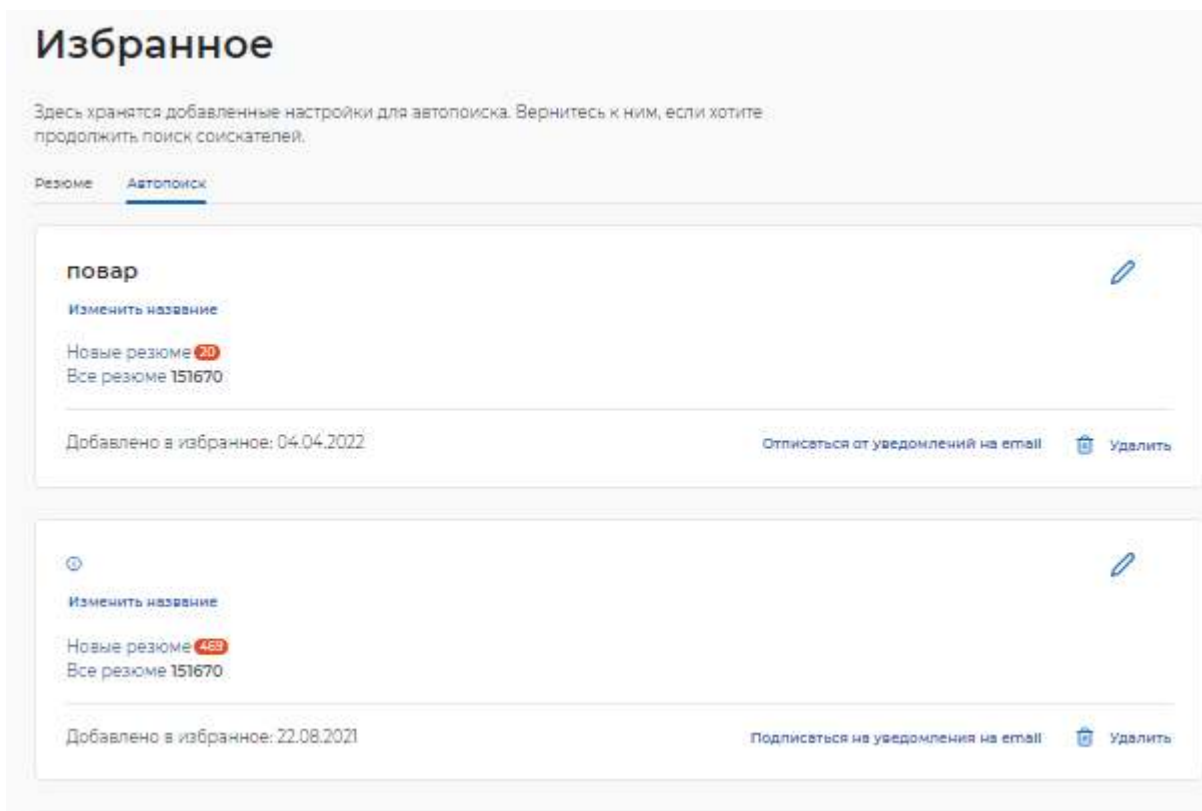 Избранное
Здесь хранятся добавленные настройки для автопоиска. Вернитесь к ним, если хотите
продолжить поиск соискателей.
Резюме Автопоиск
повар
Изменить название
Новые резюме 20
Все резюме 151670
Добавлено в избранное: 04.04.2022 Отписаться от уведомлений на email Удалить
Изменить название
Новые резюме 469
Все резюме 151670
Добавлено в избранное: 22.08.2021 Подписаться на уведомления на email Удалить